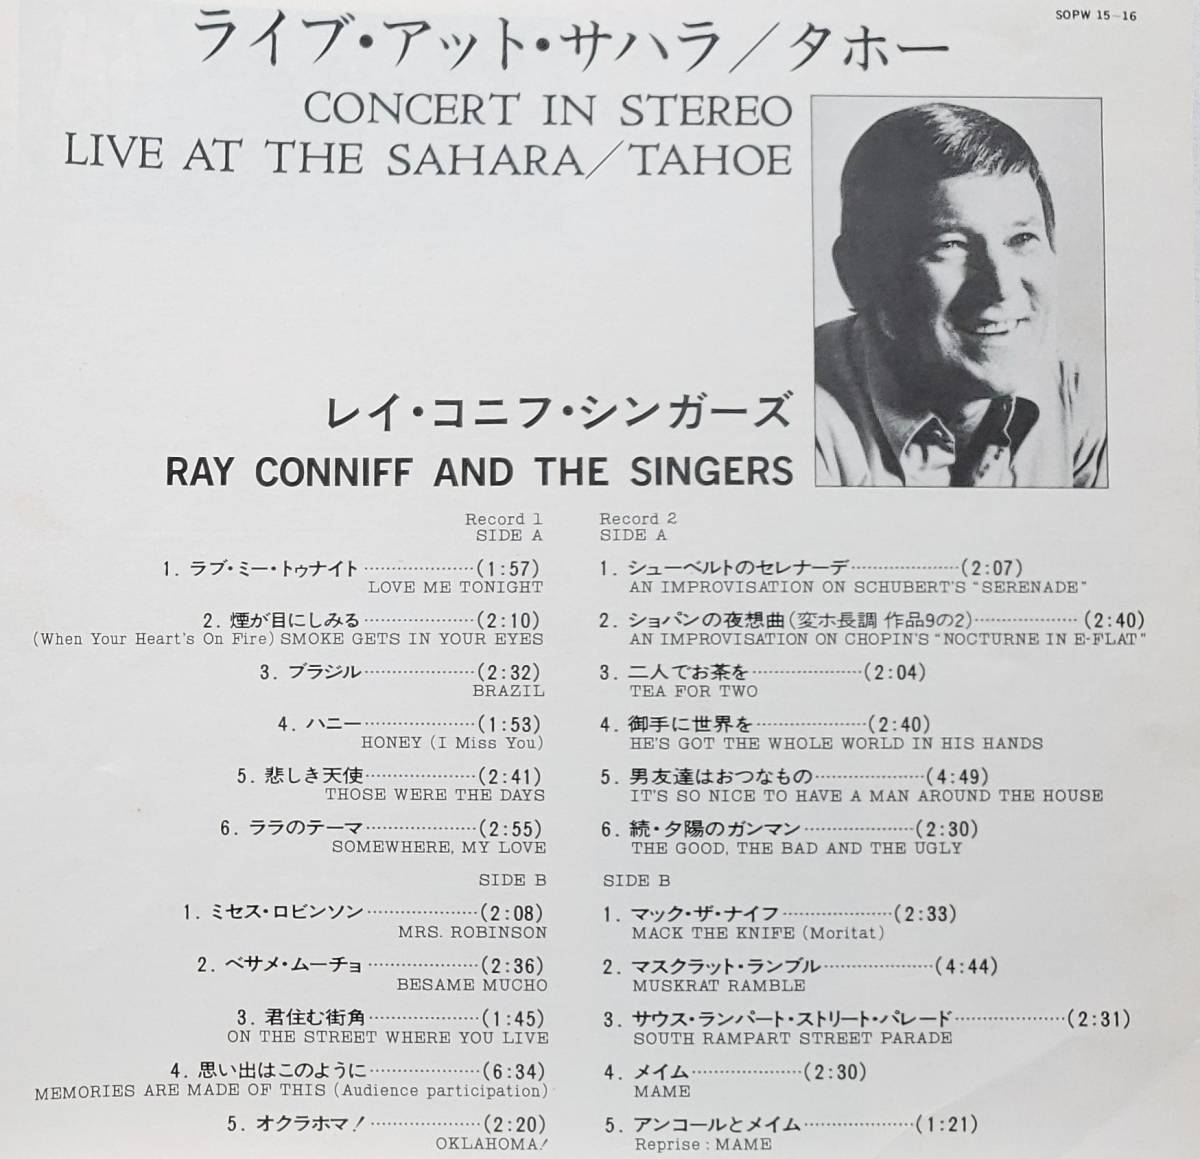 SOPW 15-16
ライブ・アット・サハラ／タホー
CONCERT IN STEREO
LIVE AT THE SAHARA／TAHOE
レイ・コニフ・シンガーズ
RAY CONNIFF AND THE SINGERS
Record 1
SIDE A
1. ラブ・ミー・トゥナイト…………………(1:57)
LOVE ME TONIGHT
2. 煙が目にしみる…………………(2:10)
(When Your Heart's On Fire) SMOKE GETS IN YOUR EYES
3. ブラジル…………………(2:32)
BRAZIL
4. ハニー…………………(1:53)
HONEY (I Miss You)
5. 悲しき天使…………………(2:41)
THOSE WERE THE DAYS
6. ララのテーマ…………………(2:55)
SOMEWHERE, MY LOVE
SIDE B
1. ミセス・ロビンソン…………………(2:08)
MRS. ROBINSON
2. ベサメ・ムーチョ…………………(2:36)
BESAME MUCHO
3. 君住む街角…………………(1:45)
ON THE STREET WHERE YOU LIVE
4. 思い出はこのように…………………(6:34)
MEMORIES ARE MADE OF THIS (Audience participation)
5. オクラホマ！…………………(2:20)
OKLAHOMA!
Record 2
SIDE A
1. シューベルトのセレナーデ…………………(2:07)
AN IMPROVISATION ON SCHUBERT'S "SERENADE"
2. ショパンの夜想曲(変ホ長調 作品9の2)…………………(2:40)
AN IMPROVISATION ON CHOPIN'S "NOCTURNE IN E-FLAT"
3. 二人でお茶を…………………(2:04)
TEA FOR TWO
4. 御手に世界を…………………(2:40)
HE'S GOT THE WHOLE WORLD IN HIS HANDS
5. 男友達はおつなもの…………………(4:49)
IT'S SO NICE TO HAVE A MAN AROUND THE HOUSE
6. 続・夕陽のガンマン…………………(2:30)
THE GOOD, THE BAD AND THE UGLY
SIDE B
1. マック・ザ・ナイフ…………………(2:33)
MACK THE KNIFE (Moritat)
2. マスクラット・ランブル…………………(4:44)
MUSKRAT RAMBLE
3. サウス・ランパート・ストリート・パレード…………………(2:31)
SOUTH RAMPART STREET PARADE
4. メイム…………………(2:30)
MAME
5. アンコールとメイム…………………(1:21)
Reprise : MAME